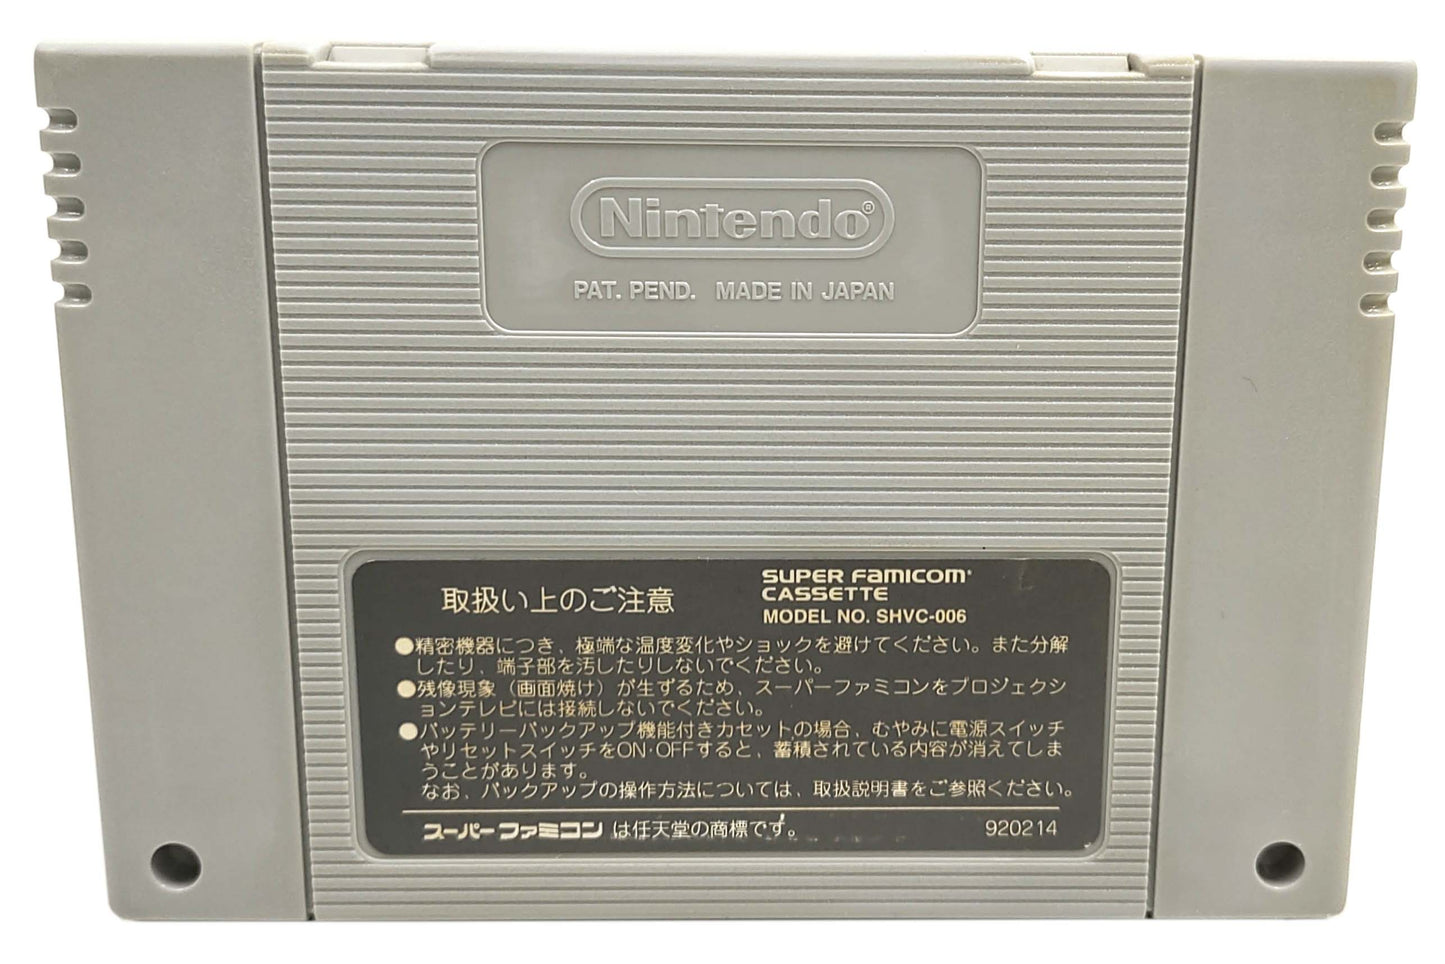 Nintendo®
PAT. PEND. MADE IN JAPAN
取扱い上のご注意
SUPER FAMICOM
CASSETTE
MODEL NO. SHVC-006
●精密機器につき、極端な温度変化やショックを避けてください。また分解
したり、端子部を汚したりしないでください。
●残像現象（画面焼け）が生ずるため、スーパーファミコンをプロジェクシ
ョンテレビには接続しないでください。
●バッテリーバックアップ機能付きカセットの場合、むやみに電源スイッチ
やリセットスイッチをON·OFFすると、蓄積されている内容が消えてしま
うことがあります。
なお、バックアップの操作方法については、取扱説明書をご参照ください。
スーパーファミコン は任天堂の商標です。
920214